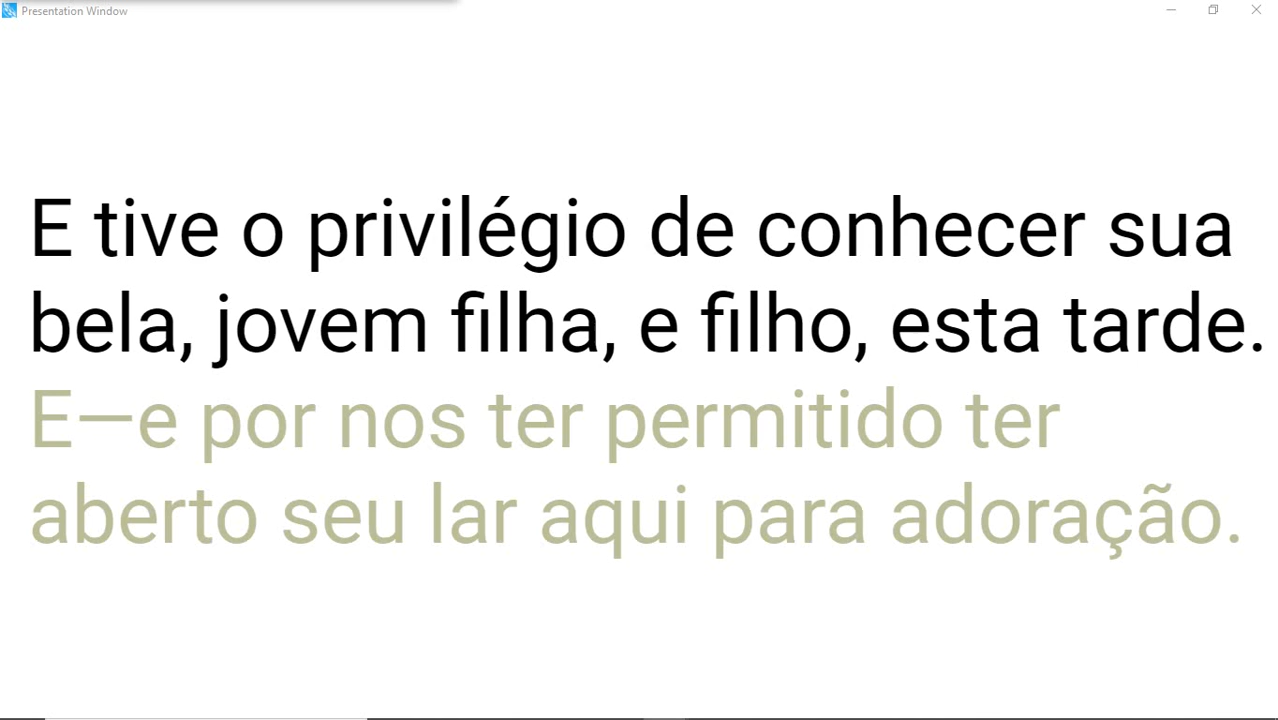 Presentation Window
E tive o privilégio de conhecer sua
bela, jovem filha, e filho, esta tarde.
E—e por nos ter permitido ter
aberto seu lar aqui para adoração.